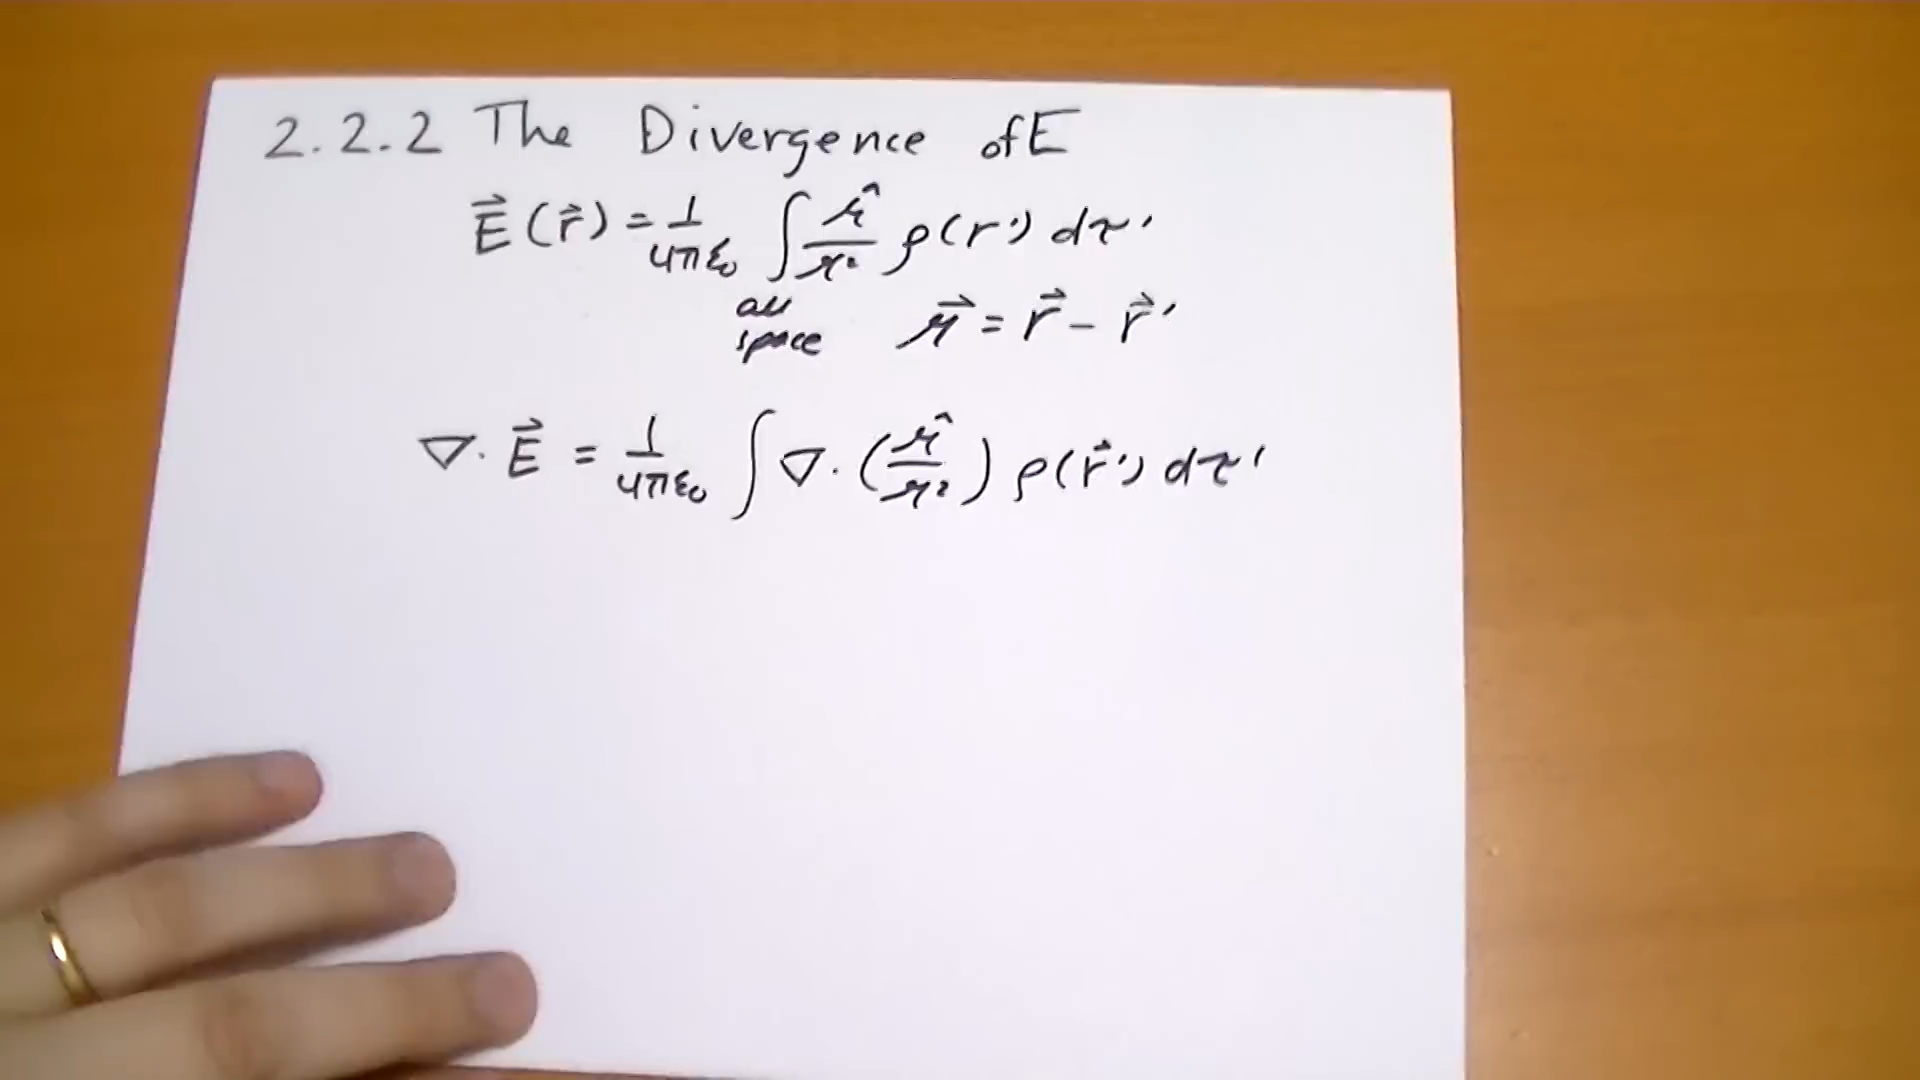 2.2.2 The Divergence of E
E⃗(r⃗) = 1/4πε₀ ∫ 𝓇̂/𝓇² ρ(r') dτ'
all space 𝓇⃗ = r⃗ - r⃗'
∇· E⃗ = 1/4πε₀ ∫ ∇· (𝓇̂/𝓇²) ρ(r⃗') dτ'